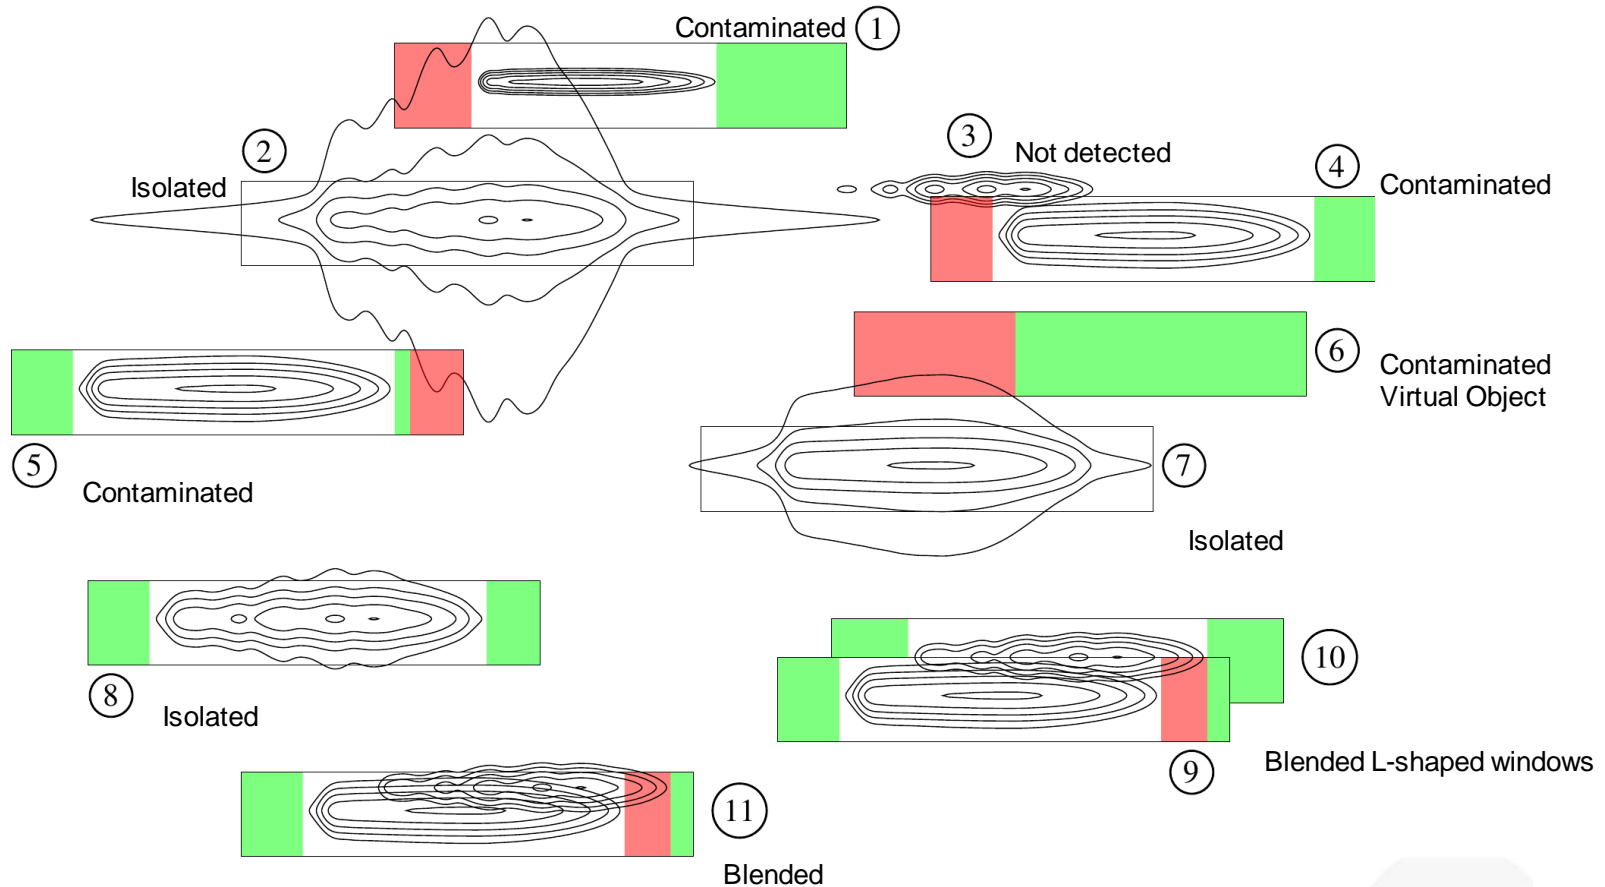 Contaminated 1
2
Isolated
3
Not detected
4
Contaminated
6
Contaminated
Virtual Object
5
Contaminated
7
Isolated
8
Isolated
10
9
Blended L-shaped windows
11
Blended